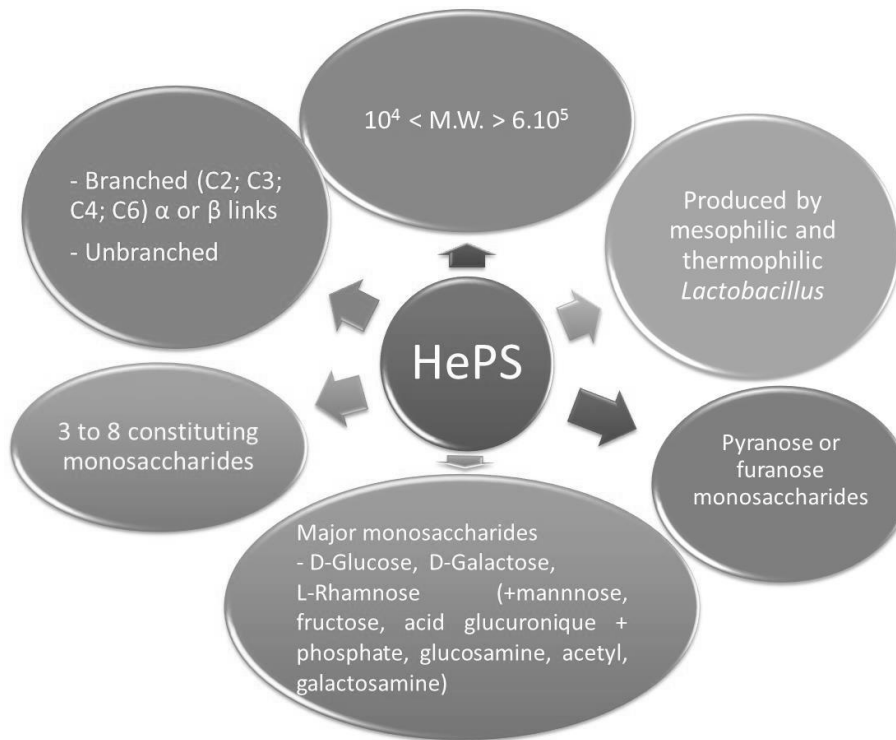 10⁴ < M.W. > 6.10⁵
- Branched (C2; C3;
C4; C6) α or β links
- Unbranched
Produced by
mesophilic and
thermophilic
Lactobacillus
HePS
3 to 8 constituting
monosaccharides
Pyranose or
furanose
monosaccharides
Major monosaccharides
- D-Glucose, D-Galactose,
L-Rhamnose (+mannnose,
fructose, acid glucuronique +
phosphate, glucosamine, acetyl,
galactosamine)